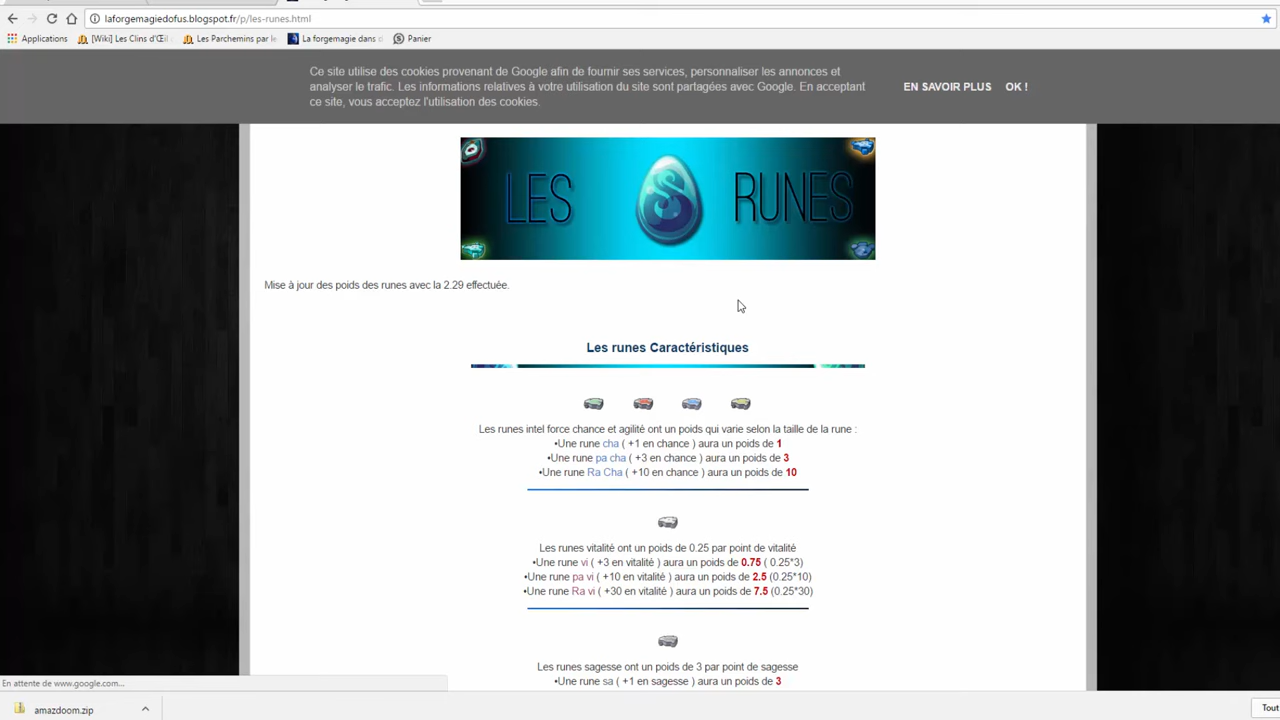 laforgemagiedofus.blogspot.fr/p/les-runes.html
Applications
[Wiki] Les Clins d'Œil
Les Parchemins par le
La forgemagie dans d
Panier
Ce site utilise des cookies provenant de Google afin de fournir ses services, personnaliser les annonces et
analyser le trafic. Les informations relatives à votre utilisation du site sont partagées avec Google. En acceptant
ce site, vous acceptez l'utilisation des cookies.
EN SAVOIR PLUS OK !
LES RUNES
Mise à jour des poids des runes avec la 2.29 effectuée.
Les runes Caractéristiques
Les runes intel force chance et agilité ont un poids qui varie selon la taille de la rune :
•Une rune cha ( +1 en chance ) aura un poids de 1
•Une rune pa cha ( +3 en chance ) aura un poids de 3
•Une rune Ra Cha ( +10 en chance ) aura un poids de 10
Les runes vitalité ont un poids de 0.25 par point de vitalité
•Une rune vi ( +3 en vitalité ) aura un poids de 0.75 ( 0.25*3)
•Une rune pa vi ( +10 en vitalité ) aura un poids de 2.5 (0.25*10)
•Une rune Ra vi ( +30 en vitalité ) aura un poids de 7.5 (0.25*30)
Les runes sagesse ont un poids de 3 par point de sagesse
•Une rune sa ( +1 en sagesse ) aura un poids de 3
En attente de www.google.com...
amazdoom.zip
Tout